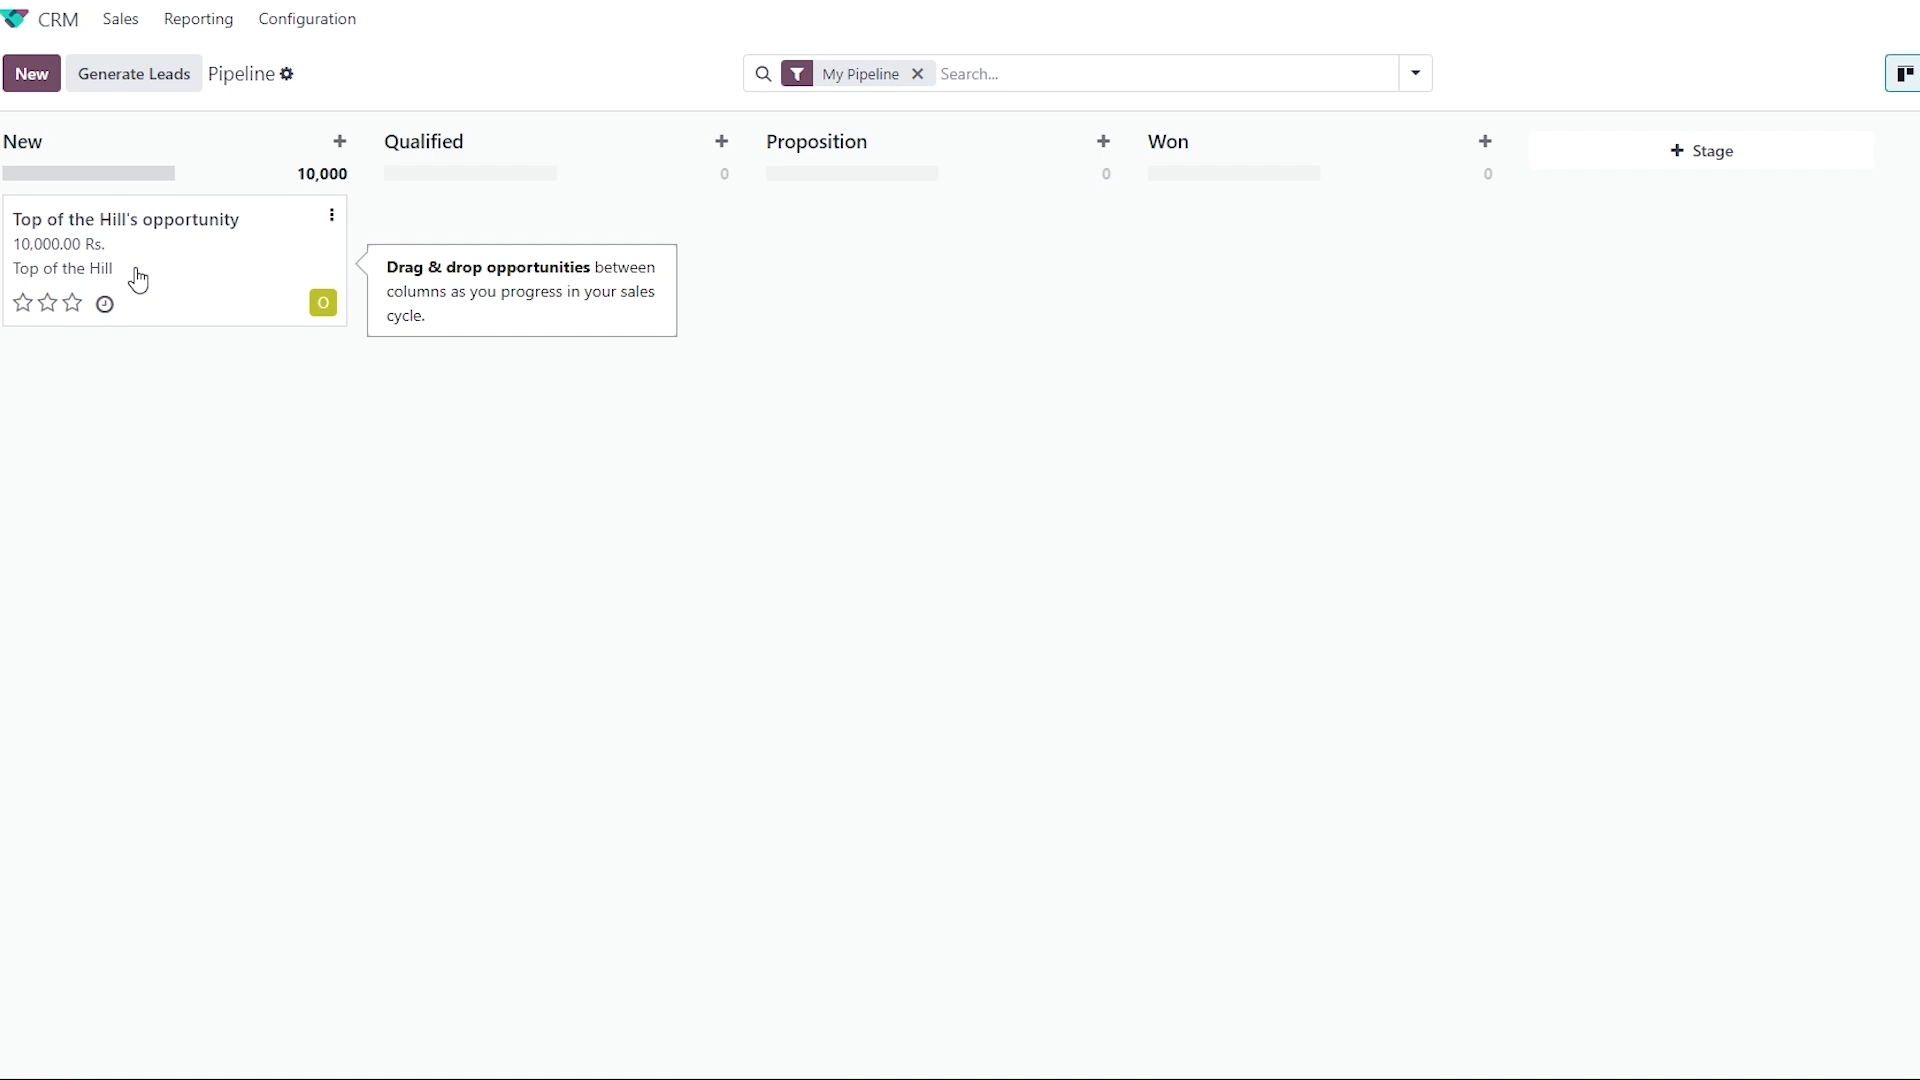 CRM Sales Reporting Configuration
New Generate Leads Pipeline My Pipeline Search...
New Qualified Proposition Won Stage
10,000 0 0 0
Top of the Hill's opportunity
10,000.00 Rs.
Top of the Hill
O
Drag & drop opportunities between
columns as you progress in your sales
cycle.